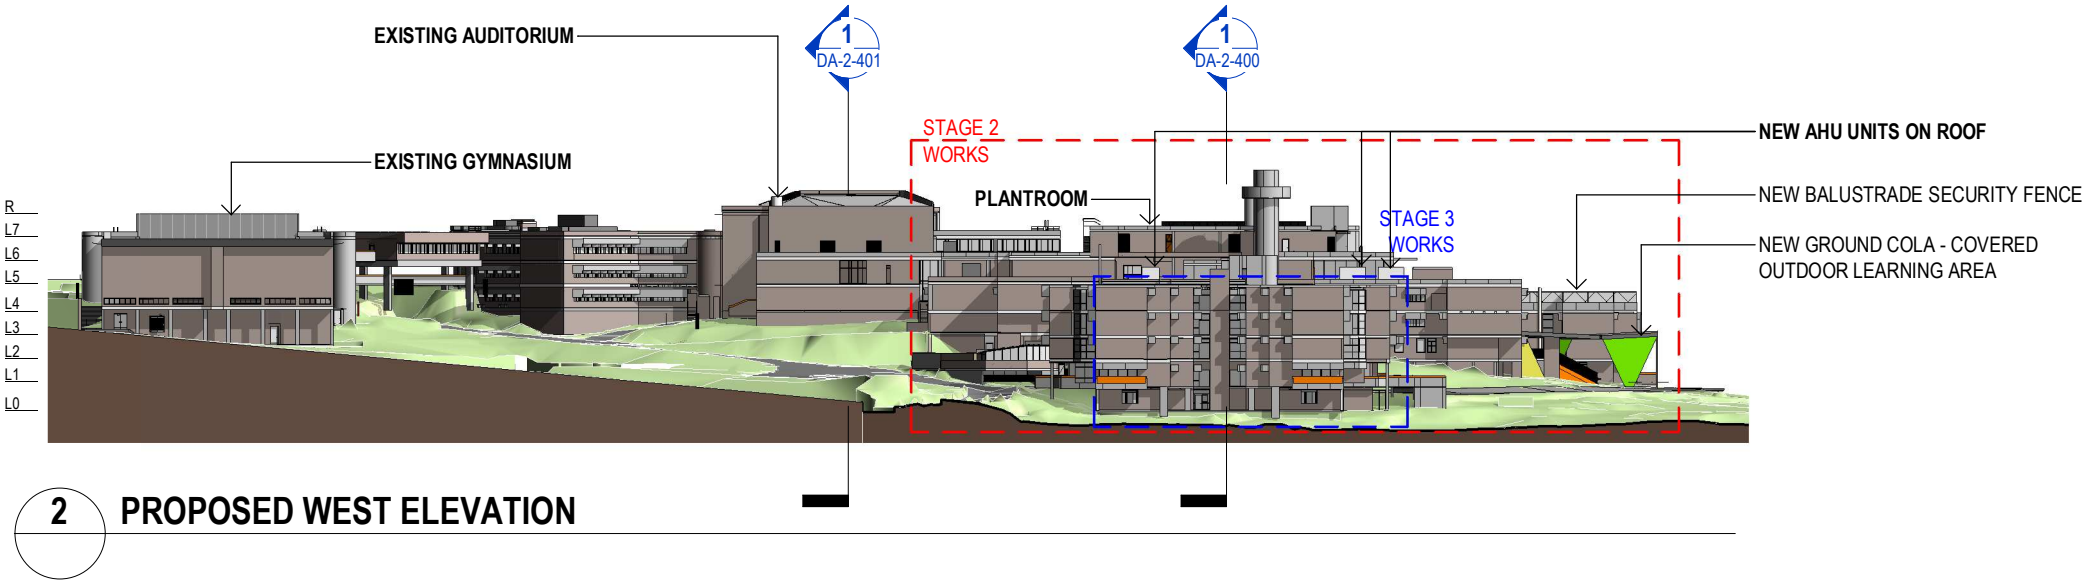 EXISTING AUDITORIUM
1
DA-2-401
1
DA-2-400
STAGE 2
WORKS
NEW AHU UNITS ON ROOF
EXISTING GYMNASIUM
PLANTROOM
NEW BALUSTRADE SECURITY FENCE
STAGE 3
WORKS
NEW GROUND COLA - COVERED
OUTDOOR LEARNING AREA
R
L7
L6
L5
L4
L3
L2
L1
L0
2
PROPOSED WEST ELEVATION